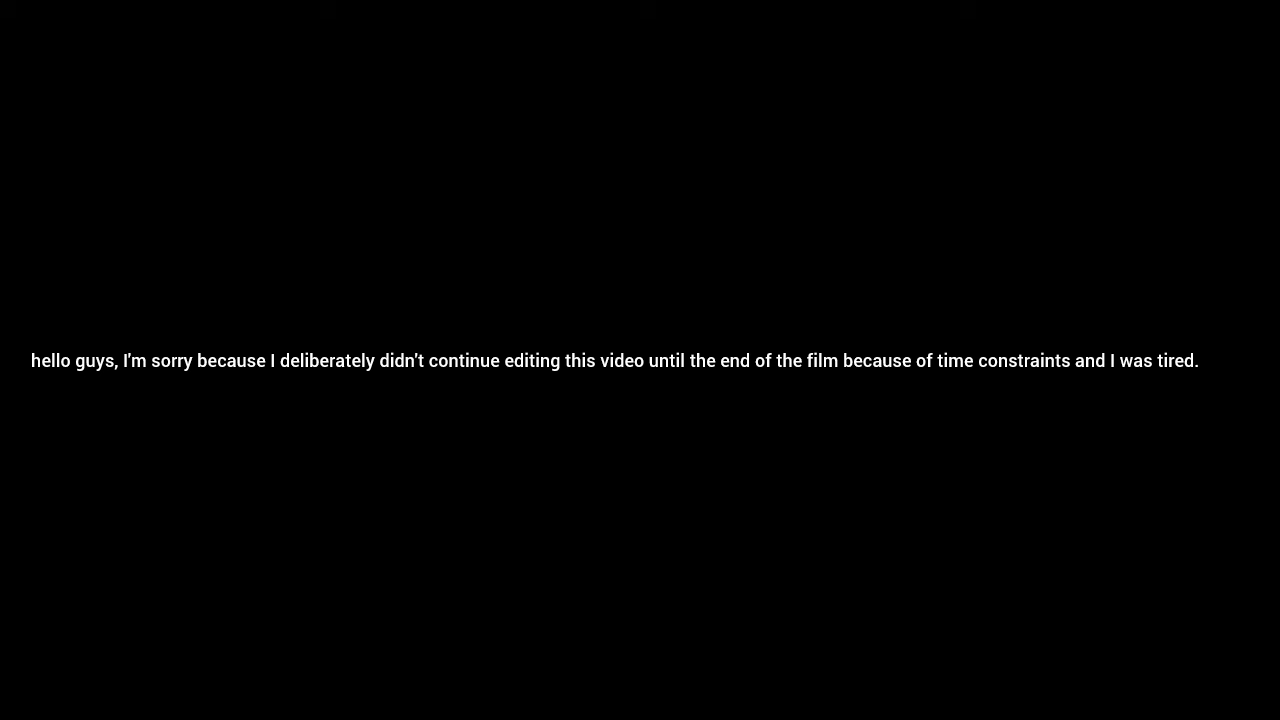 hello guys, I'm sorry because I deliberately didn't continue editing this video until the end of the film because of time constraints and I was tired.